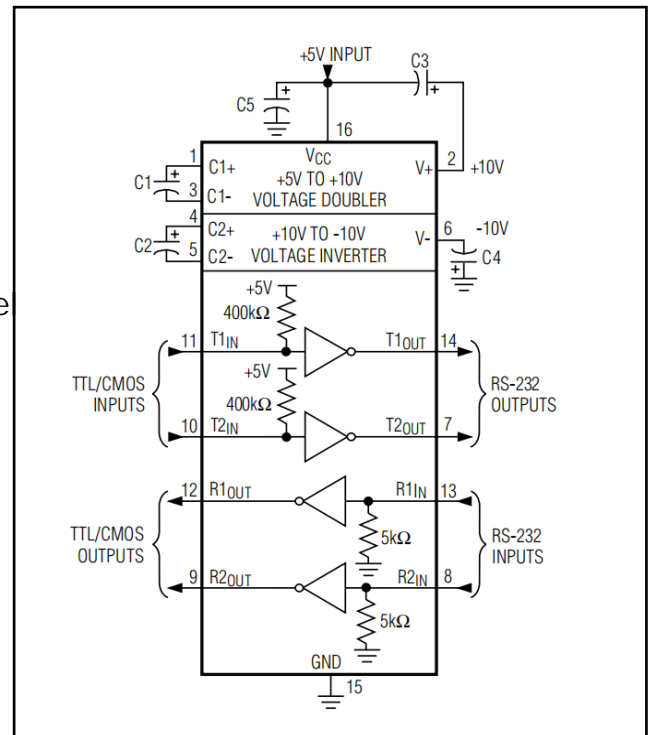 +5V INPUT
C3
+
C5
+
16
1
C1+
VCC
V+
2
+10V
C1
+
+5V TO +10V
3
C1-
VOLTAGE DOUBLER
4
C2+
+10V TO -10V
V-
6
-10V
C2
+
5
C2-
VOLTAGE INVERTER
C4
+
e
+5V
400kΩ
11
T1IN
T1OUT
14
+5V
TTL/CMOS
INPUTS
RS-232
OUTPUTS
400kΩ
10
T2IN
T2OUT
7
12
R1OUT
R1IN
13
TTL/CMOS
OUTPUTS
5kΩ
RS-232
INPUTS
9
R2OUT
R2IN
8
5kΩ
GND
15